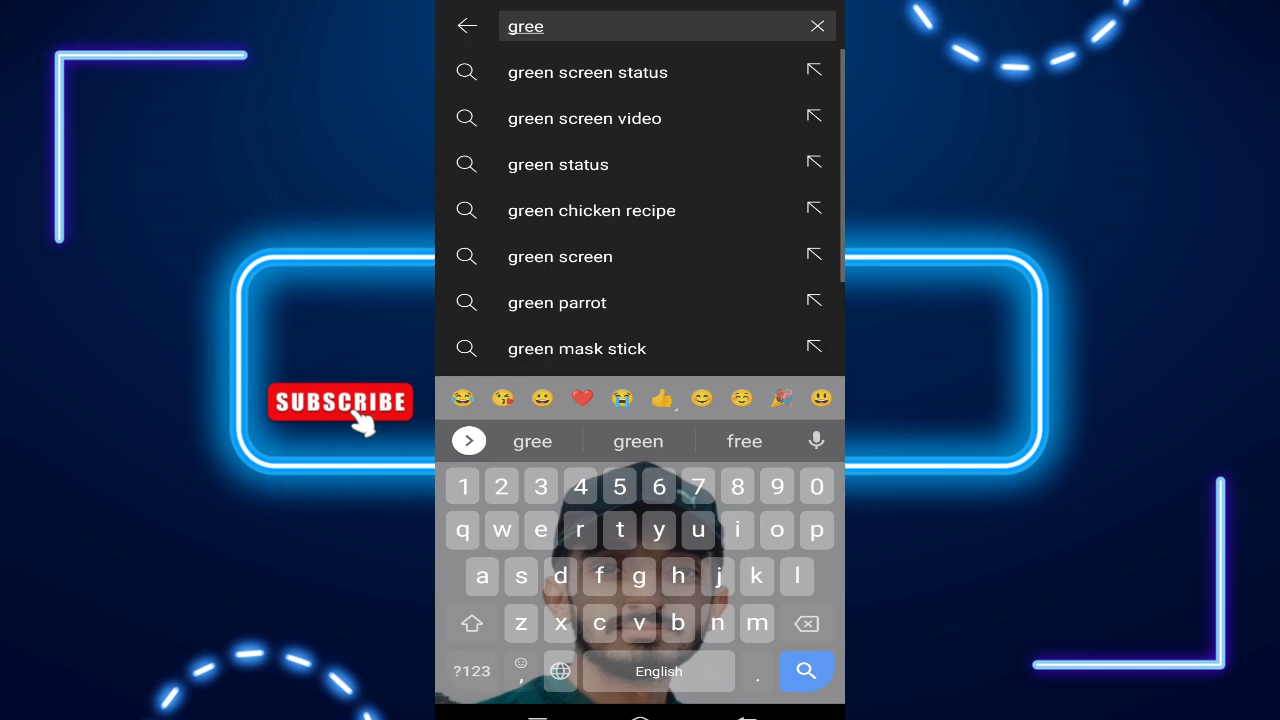 gree
green screen status
green screen video
green status
green chicken recipe
green screen
green parrot
green mask stick
SUBSCRIBE
gree green free
1 2 3 4 5 6 7 8 9 0
q w e r t y u i o p
a s d f g h j k l
z x c v b n m
?123 , English .